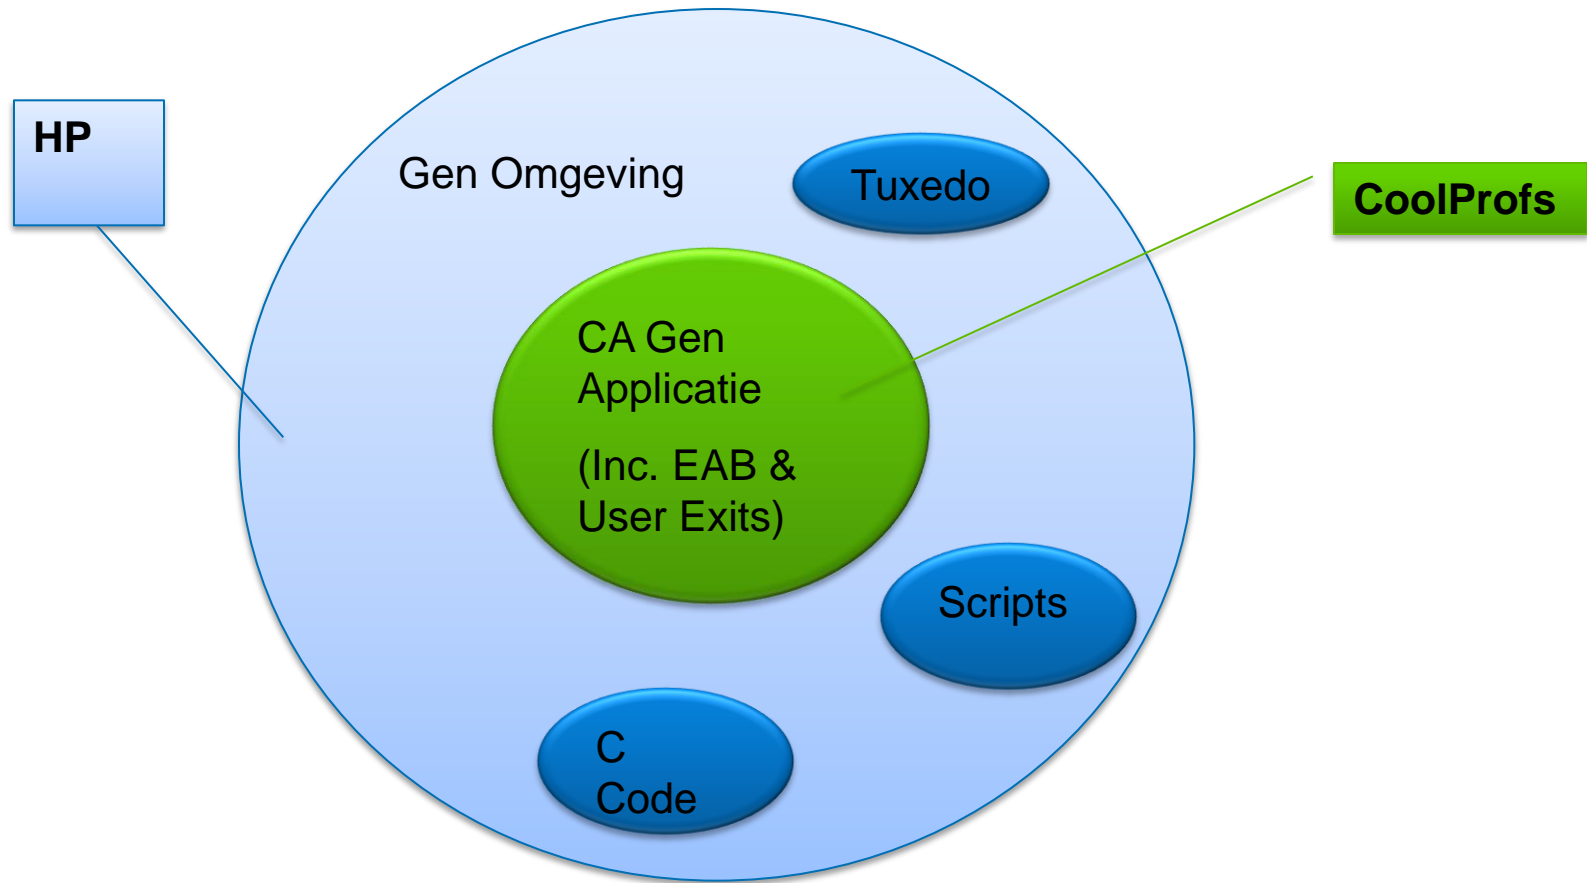 HP
Gen Omgeving
Tuxedo
CoolProfs
CA Gen
Applicatie
(Inc. EAB &
User Exits)
Scripts
C
Code